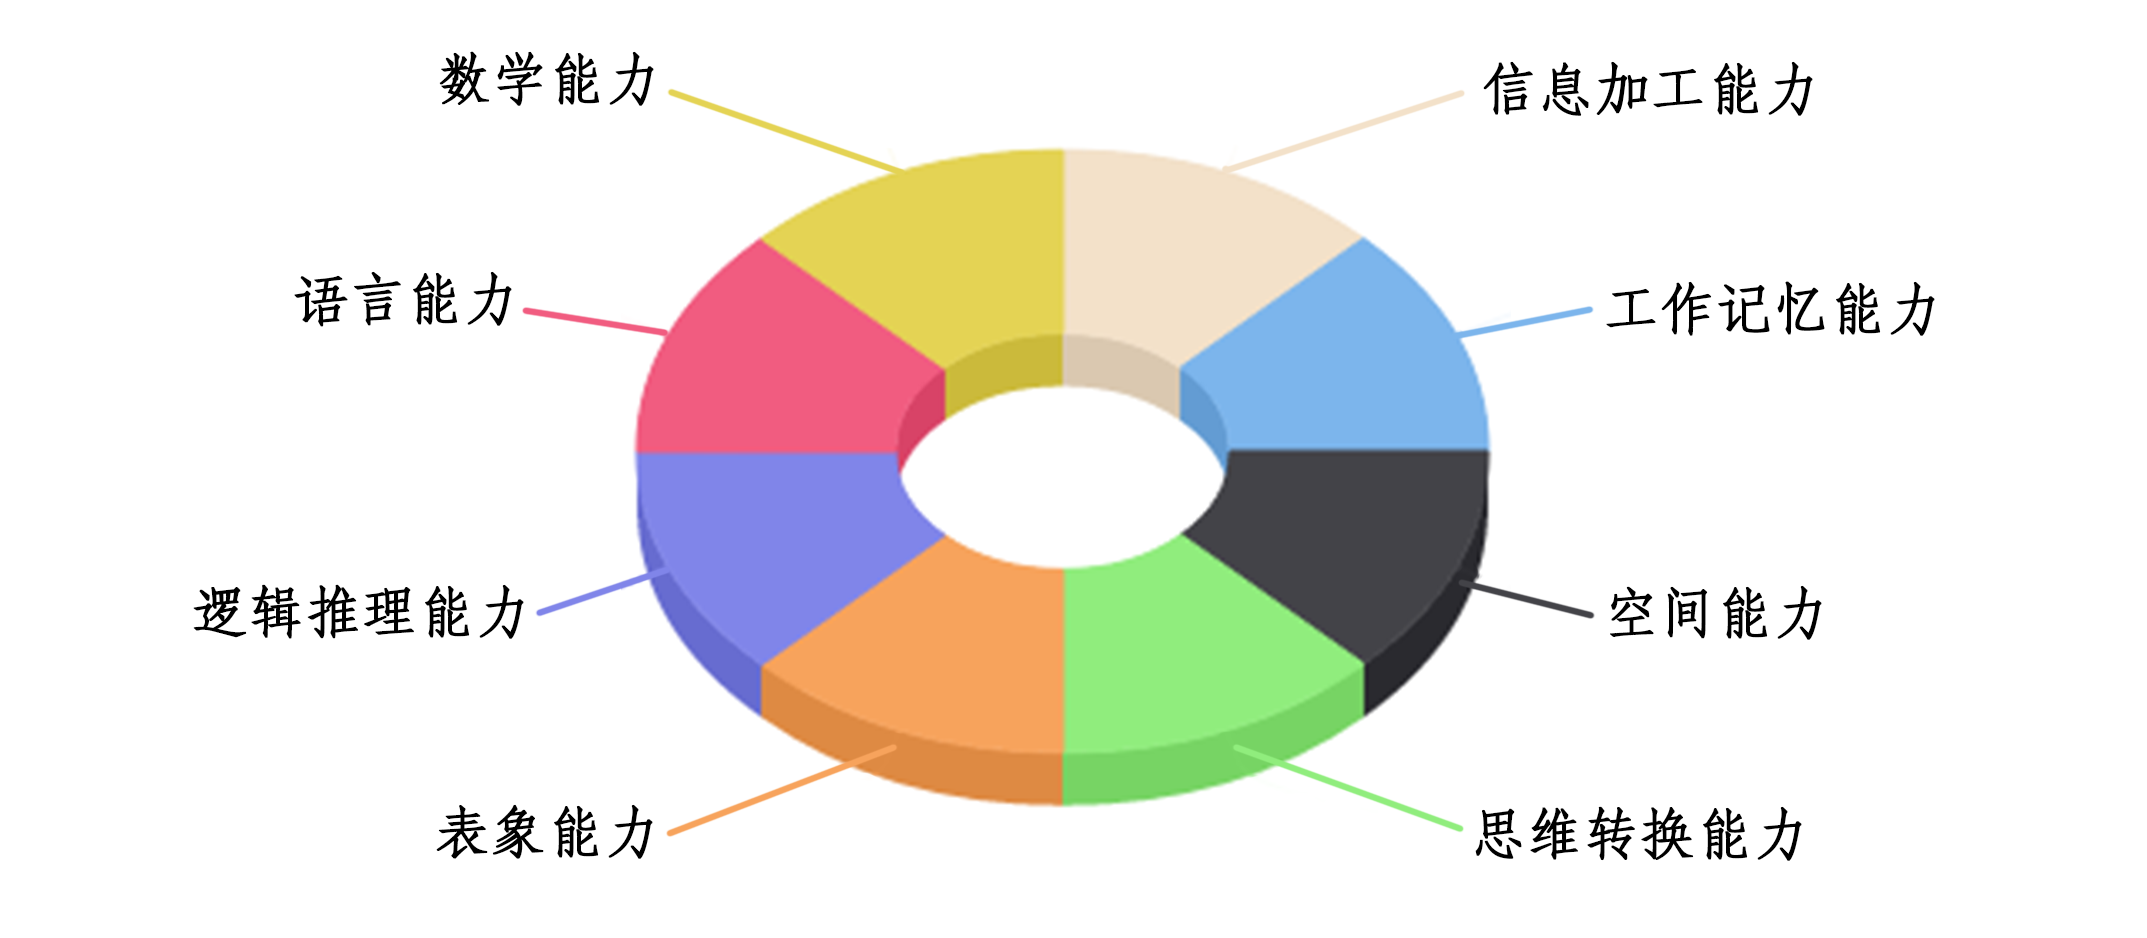 数学能力
信息加工能力
语言能力
工作记忆能力
逻辑推理能力
空间能力
表象能力
思维转换能力